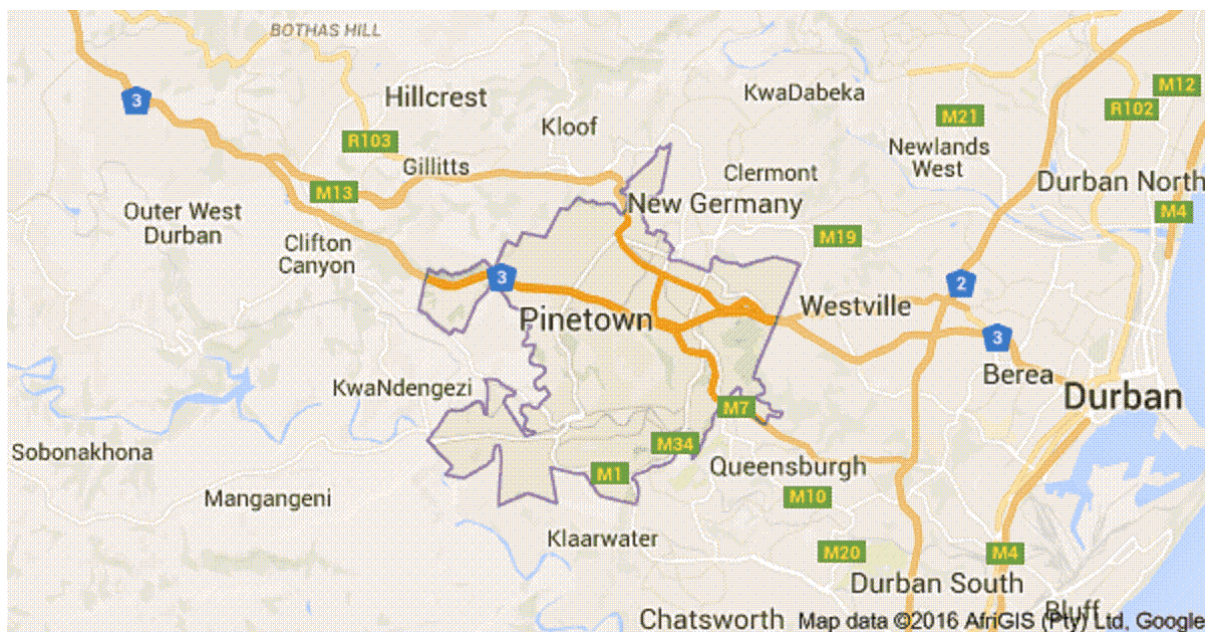 BOTHAS HILL
3
Hillcrest
KwaDabeka
M12
R102
M21
Kloof
R103
Newlands
West
Gillitts
Clermont
Durban North
M13
New Germany
M4
Outer West
Durban
M19
Clifton
Canyon
3
2
Westville
Pinetown
3
Berea
KwaNdengezi
Durban
M7
M34
Sobonakhona
Queensburgh
M1
Mangangeni
M10
Klaarwater
M20
M4
Durban South
Bluff
Chatsworth
Map data ©2016 AfriGIS (Pty) Ltd, Google